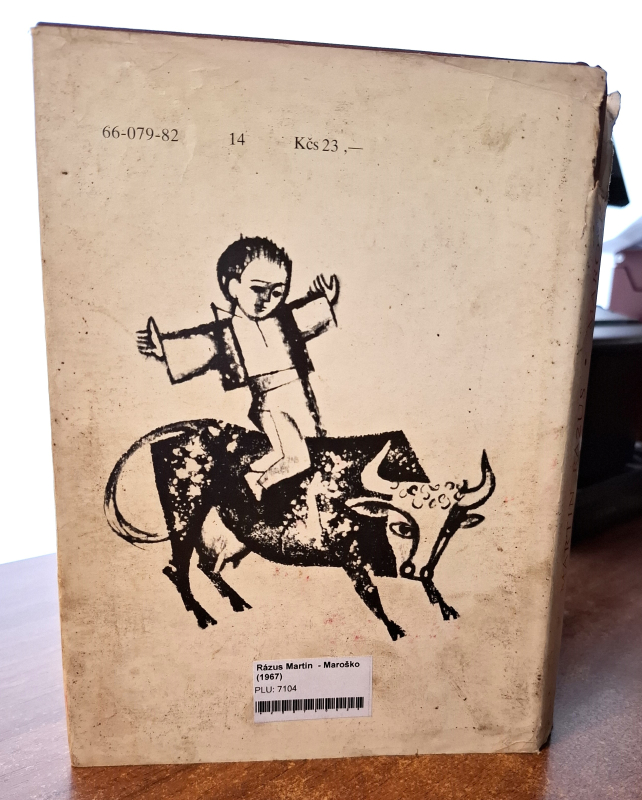 66-079-82 14 Kčs 23 ,—
Rázus Martin - Maroško
(1967)
PLU: 7104